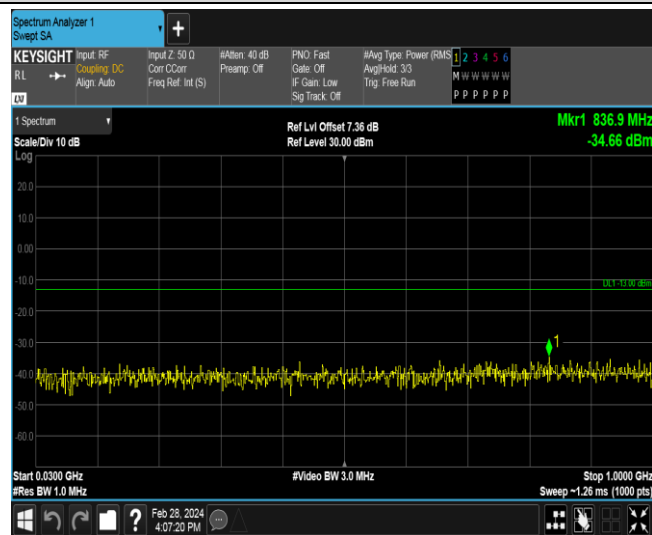 Spectrum Analyzer 1
Swept SA
+
KEYSIGHT Input: RF Input Z: 50 Ω #Atten: 40 dB PNO: Fast #Avg Type: Power (RMS 1 2 3 4 5 6
RL Coupling: DC Corr CCorr Preamp: Off Gate: Off Avg|Hold: 3/3 M W W W W W
Align: Auto Freq Ref: Int (S) IF Gain: Low Trig: Free Run
LXI Sig Track: Off P P P P P P
1 Spectrum Ref Lvl Offset 7.36 dB Mkr1 836.9 MHz
Scale/Div 10 dB Ref Level 30.00 dBm -34.66 dBm
Log
20.0
10.0
0.00
-10.0
DL1 -13.00 dBm
-20.0
-30.0
1
-40.0
-50.0
-60.0
Start 0.0300 GHz #Video BW 3.0 MHz Stop 1.0000 GHz
#Res BW 1.0 MHz Sweep ~1.26 ms (1000 pts)
? Feb 28, 2024
4:07:20 PM